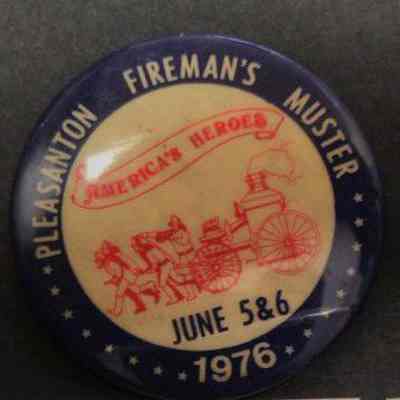 PLEASANTON FIREMAN'S MUSTER
AMERICA'S HEROES
JUNE 5&6
1976